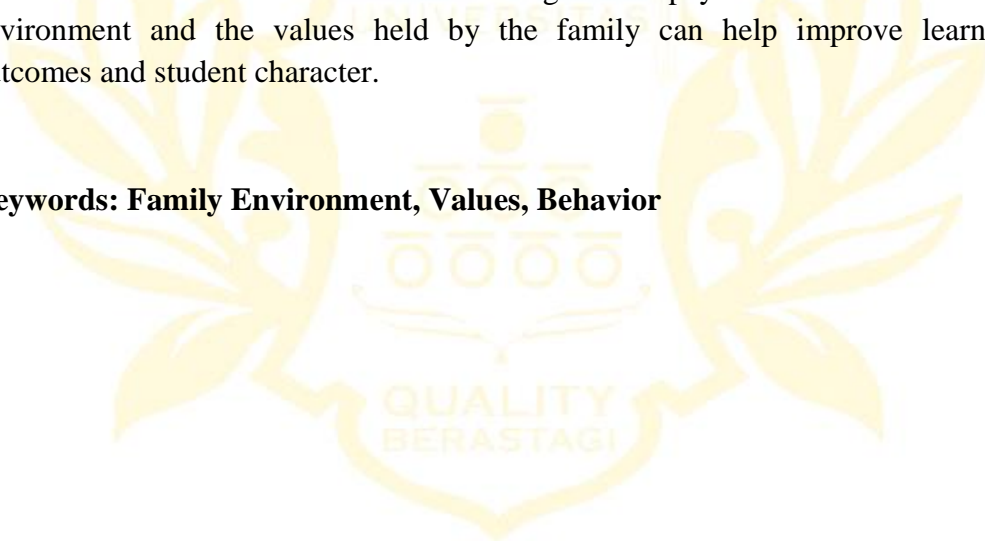 UNIVERSITAS
vironment and the values held by the family can help improve learn
tcomes and student character.
eywords: Family Environment, Values, Behavior
QUALITY
BERASTAGI